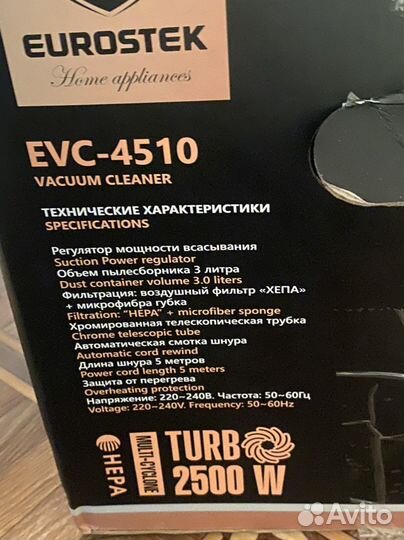 EUROSTEK
Home appliances
EVC-4510
VACUUM CLEANER
ТЕХНИЧЕСКИЕ ХАРАКТЕРИСТИКИ
SPECIFICATIONS
Регулятор мощности всасывания
Suction Power regulator
Объем пылесборника 3 литра
Dust container volume 3.0 liters
Фильтрация: воздушный фильтр «ХЕПА»
+ микрофибра губка
Filtration: "HEPA" + microfiber sponge
Хромированная телескопическая трубка
Chrome telescopic tube
Автоматическая смотка шнура
Automatic cord rewind
Длина шнура 5 метров
Power cord length 5 meters
Защита от перегрева
Overheating protection
Напряжение: 220~240В. Частота: 50~60Гц
Voltage: 220~240V. Frequency: 50~60Hz
HEPA
MULTI-CYCLONE
TURBO
2500 W
Avito